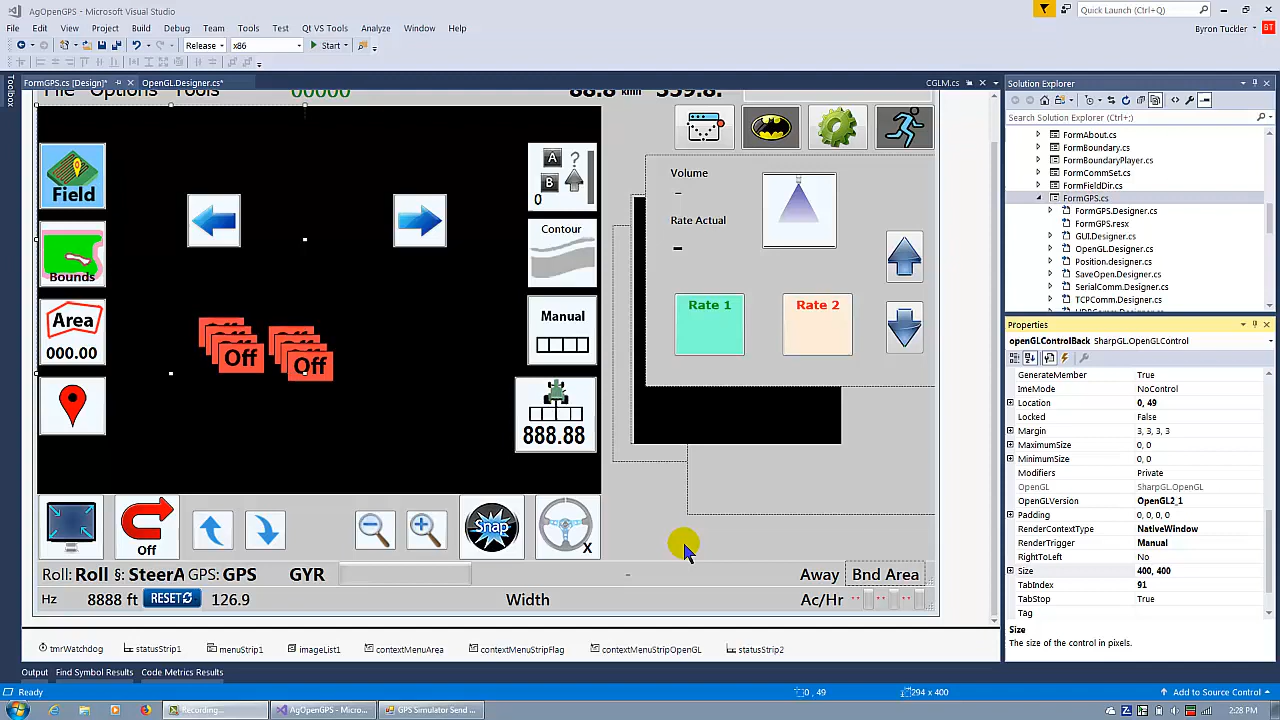 AgOpenGPS - Microsoft Visual Studio
Quick Launch (Ctrl+Q)
File Edit View Project Build Debug Team Tools Test Qt VS Tools Analyze Window Help
Byron Tuckler BT
Release x86 Start
Toolbox
FormGPS.cs [Design]* OpenGL.Designer.cs* CGLM.cs
File Options Tools 00000 88.8 km/h 359.8.
Field
Bounds
Area
000.00
A ?
B
0
Contour
Manual
888.88
Off Off
Volume
-
Rate Actual
-
Rate 1 Rate 2
Off
Snap
X
Roll: Roll §: SteerA GPS: GPS GYR - Away Bnd Area
Hz 8888 ft RESET 126.9 Width Ac/Hr
tmrWatchdog statusStrip1 menuStrip1 imageList1 contextMenuArea contextMenuStripFlag contextMenuStripOpenGL statusStrip2
Output Find Symbol Results Code Metrics Results
Solution Explorer
Search Solution Explorer (Ctrl+;)
FormAbout.cs
FormBoundary.cs
FormBoundaryPlayer.cs
FormCommSet.cs
FormFieldDir.cs
FormGPS.cs
FormGPS.Designer.cs
FormGPS.resx
GUI.Designer.cs
OpenGL.Designer.cs
Position.designer.cs
SaveOpen.Designer.cs
SerialComm.Designer.cs
TCPComm.Designer.cs
Properties
openGLControlBack SharpGL.OpenGLControl
GenerateMember True
ImeMode NoControl
Location 0, 49
Locked False
Margin 3, 3, 3, 3
MaximumSize 0, 0
MinimumSize 0, 0
Modifiers Private
OpenGL SharpGL.OpenGL
OpenGLVersion OpenGL2_1
Padding 0, 0, 0, 0
RenderContextType NativeWindow
RenderTrigger Manual
RightToLeft No
Size 400, 400
TabIndex 91
TabStop True
Tag
Size
The size of the control in pixels.
Ready 0, 49 294 x 400 Add to Source Control
Recording... AgOpenGPS - Micro... GPS Simulator Send ... 2:28 PM